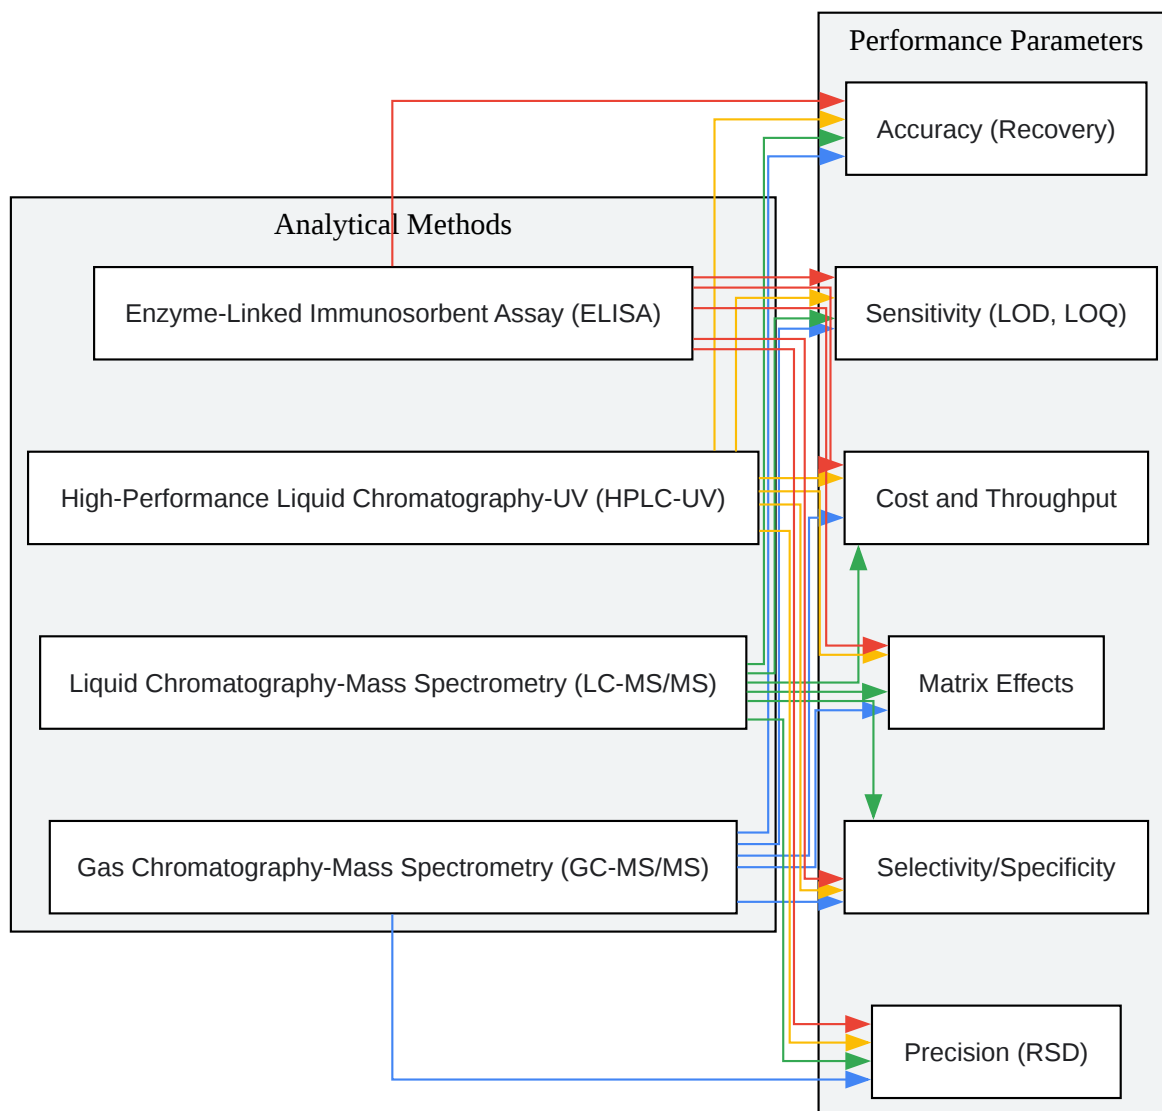 Performance Parameters
Accuracy (Recovery)
Analytical Methods
Enzyme-Linked Immunosorbent Assay (ELISA)
Sensitivity (LOD, LOQ)
High-Performance Liquid Chromatography-UV (HPLC-UV)
Cost and Throughput
Liquid Chromatography-Mass Spectrometry (LC-MS/MS)
Matrix Effects
Gas Chromatography-Mass Spectrometry (GC-MS/MS)
Selectivity/Specificity
Precision (RSD)